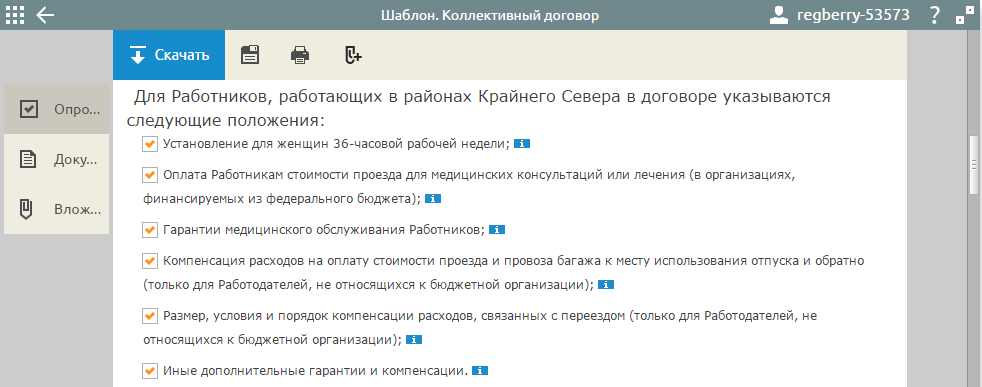 Шаблон. Коллективный договор
regberry-53573
?
Скачать
Опро...
Доку...
Влож...
Для Работников, работающих в районах Крайнего Севера в договоре указываются
следующие положения:
Установление для женщин 36-часовой рабочей недели; i
Оплата Работникам стоимости проезда для медицинских консультаций или лечения (в организациях,
финансируемых из федерального бюджета); i
Гарантии медицинского обслуживания Работников; i
Компенсация расходов на оплату стоимости проезда и провоза багажа к месту использования отпуска и обратно
(только для Работодателей, не относящихся к бюджетной организации); i
Размер, условия и порядок компенсации расходов, связанных с переездом (только для Работодателей, не
относящихся к бюджетной организации); i
Иные дополнительные гарантии и компенсации. i